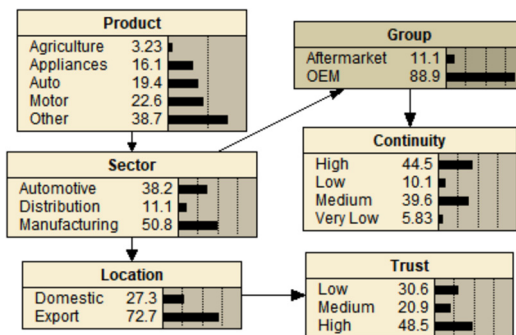 Product
Agriculture 3.23
Appliances 16.1
Auto 19.4
Motor 22.6
Other 38.7
Group
Aftermarket 11.1
OEM 88.9
Sector
Automotive 38.2
Distribution 11.1
Manufacturing 50.8
Continuity
High 44.5
Low 10.1
Medium 39.6
Very Low 5.83
Location
Domestic 27.3
Export 72.7
Trust
Low 30.6
Medium 20.9
High 48.5